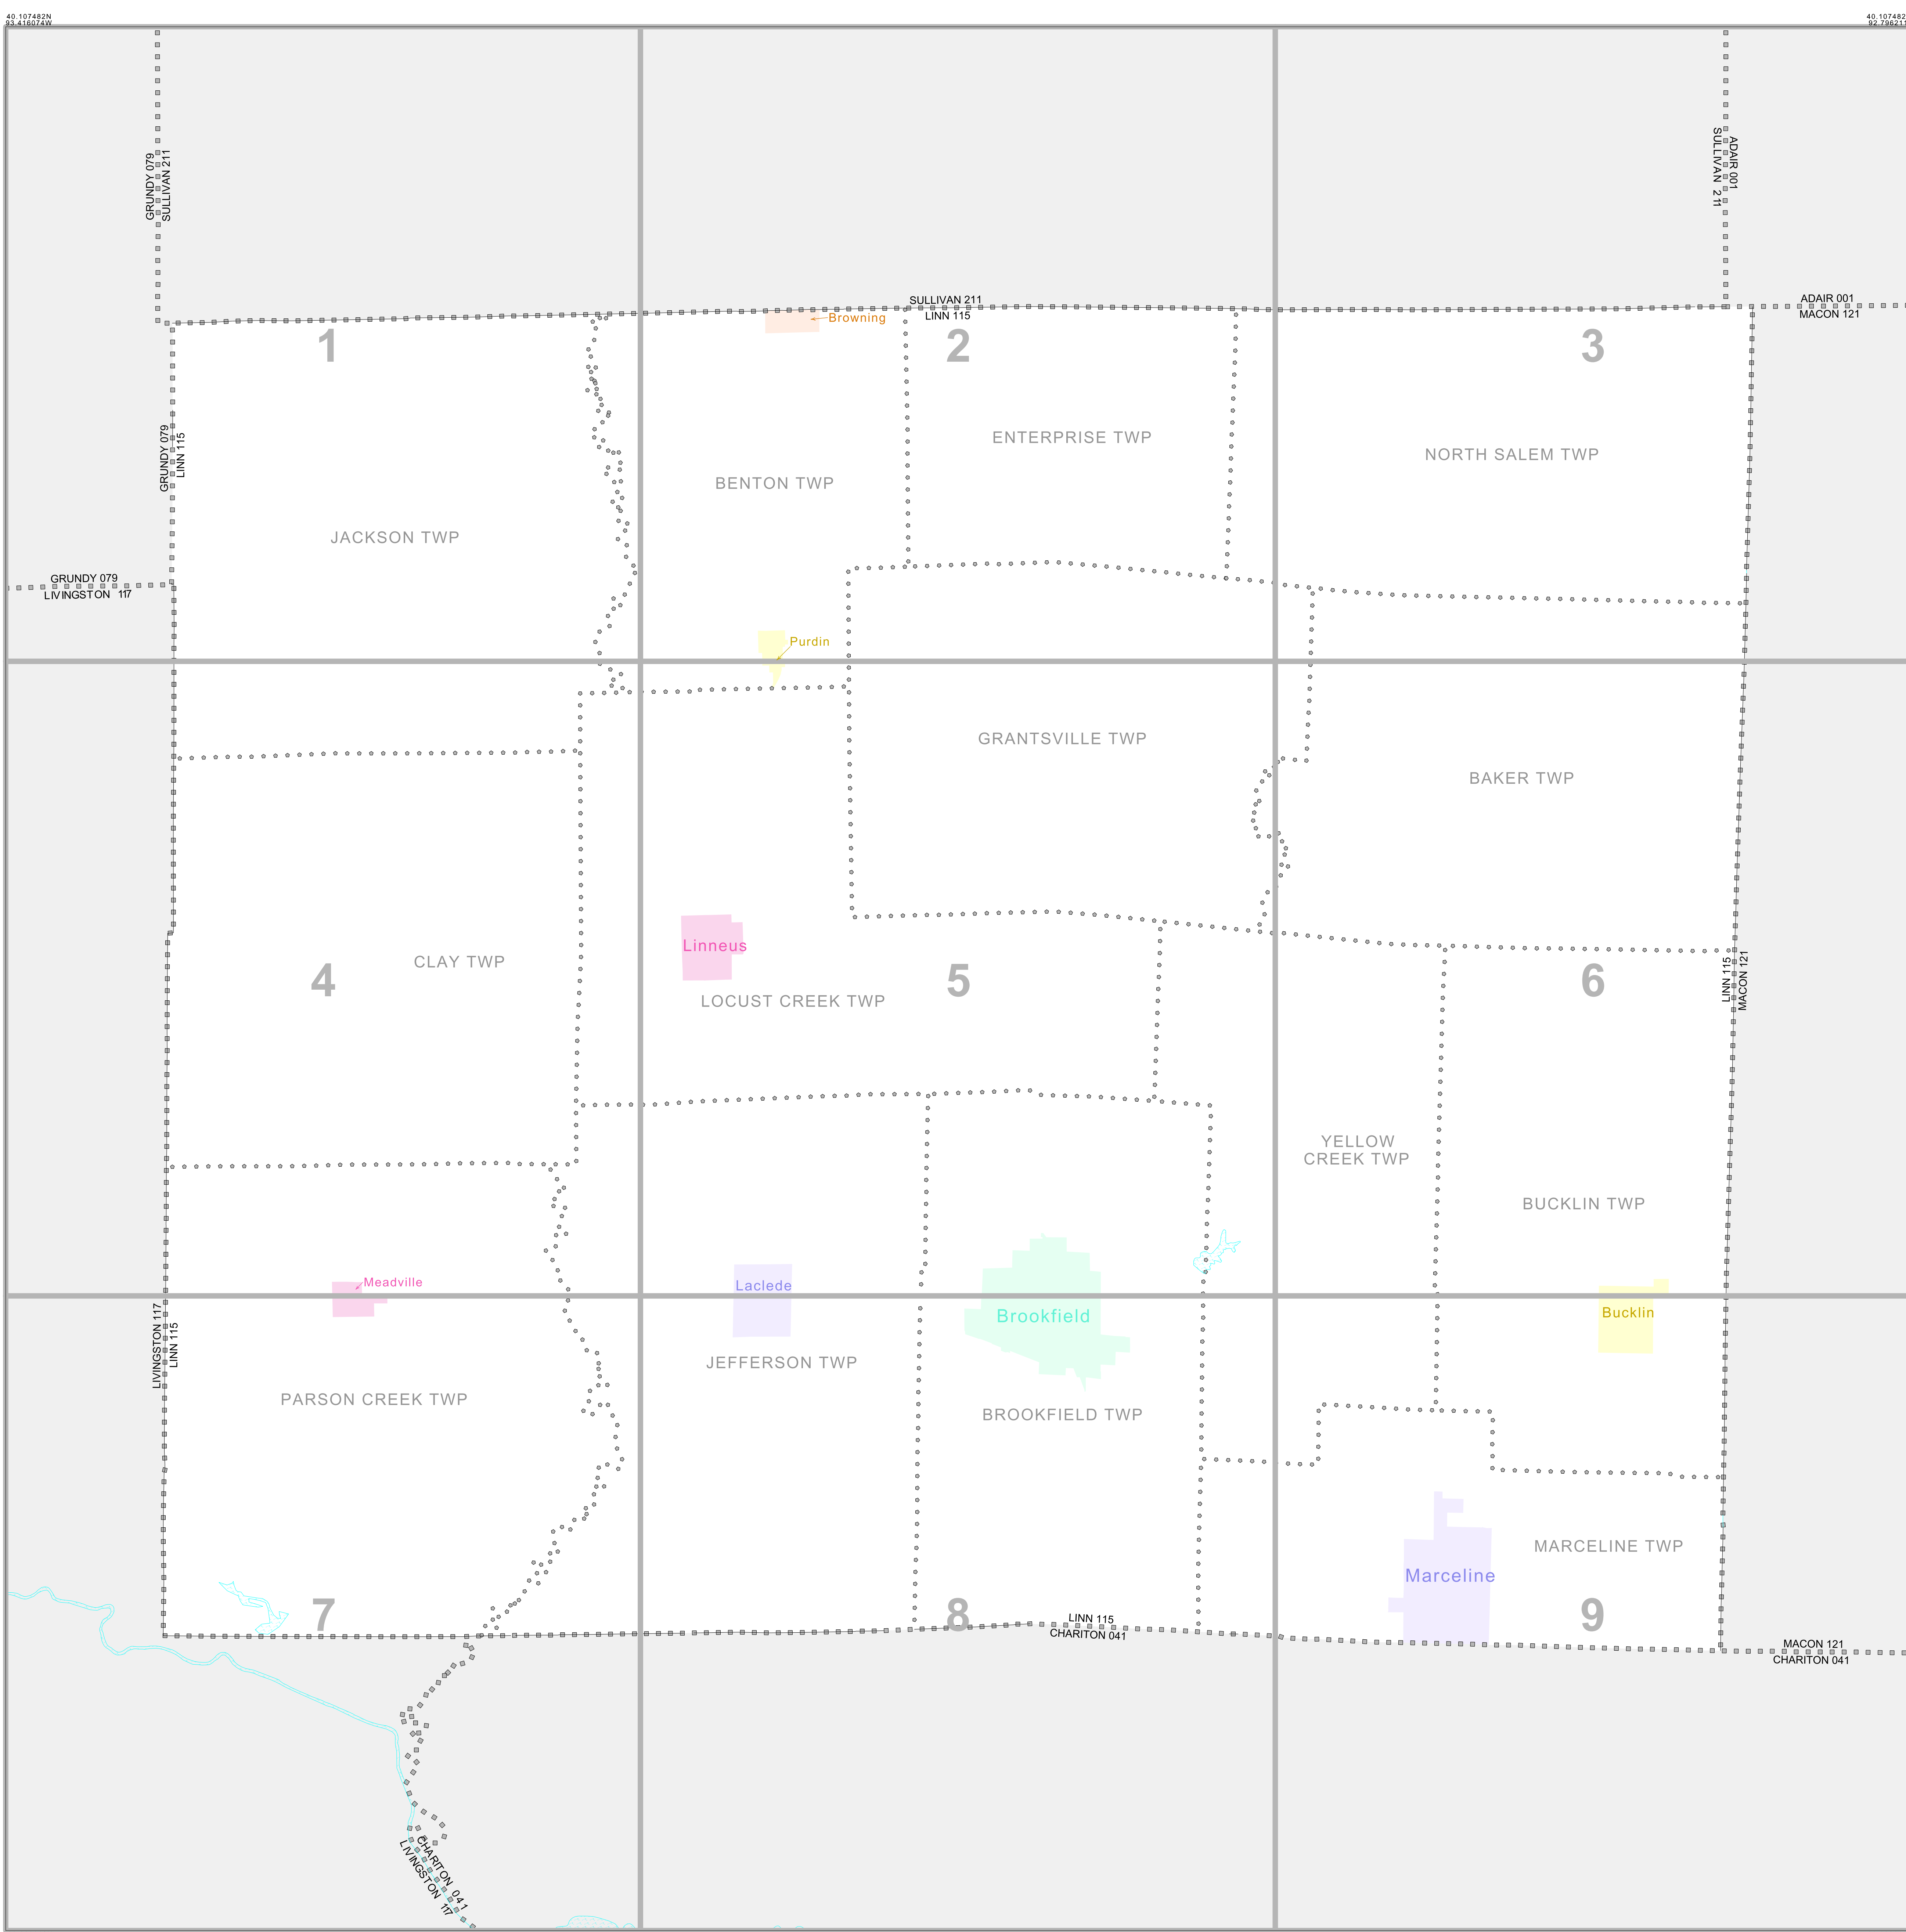 40.107482N
93.416074W
40.107482
92.796211
GRUNDY 079
SULLIVAN 211
ADAIR 001
SULLIVAN 211
SULLIVAN 211
LINN 115
ADAIR 001
MACON 121
Browning
1
2
3
GRUNDY 079
LINN 115
ENTERPRISE TWP
NORTH SALEM TWP
BENTON TWP
JACKSON TWP
GRUNDY 079
LIVINGSTON 117
Purdin
GRANTSVILLE TWP
BAKER TWP
Linneus
CLAY TWP
4
5
6
LINN 115
MACON 121
LOCUST CREEK TWP
YELLOW
CREEK TWP
BUCKLIN TWP
Meadville
Laclede
Brookfield
Bucklin
LIVINGSTON 117
LINN 115
JEFFERSON TWP
PARSON CREEK TWP
BROOKFIELD TWP
MARCELINE TWP
Marceline
7
8
9
LINN 115
CHARITON 041
MACON 121
CHARITON 041
CHARITON 041
LIVINGSTON 117